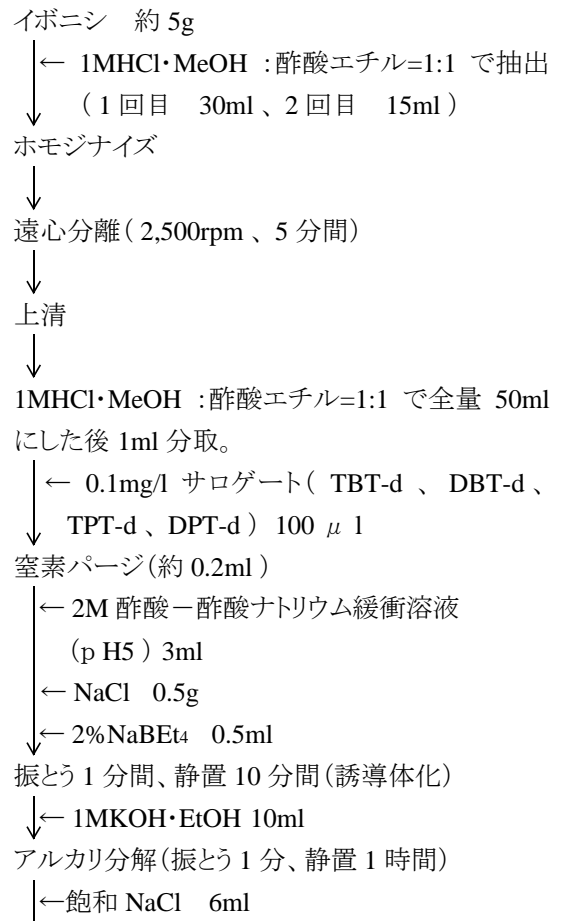 イボニシ　約 5g
← 1MHCl･MeOH :酢酸エチル=1:1 で抽出
( 1 回目　30ml 、2 回目　15ml )
ホモジナイズ
遠心分離( 2,500rpm 、 5 分間)
上清
1MHCl･MeOH :酢酸エチル=1:1 で全量 50ml
にした後 1ml 分取。
← 0.1mg/l サロゲート( TBT-d 、 DBT-d 、
TPT-d 、DPT-d ) 100 μ l
窒素パージ(約 0.2ml )
← 2M 酢酸－酢酸ナトリウム緩衝溶液
(p H5 ) 3ml
← NaCl　0.5g
← 2%NaBEt4　0.5ml
振とう 1 分間、静置 10 分間(誘導体化)
← 1MKOH･EtOH 10ml
アルカリ分解(振とう 1 分、静置 1 時間)
←飽和 NaCl　6ml